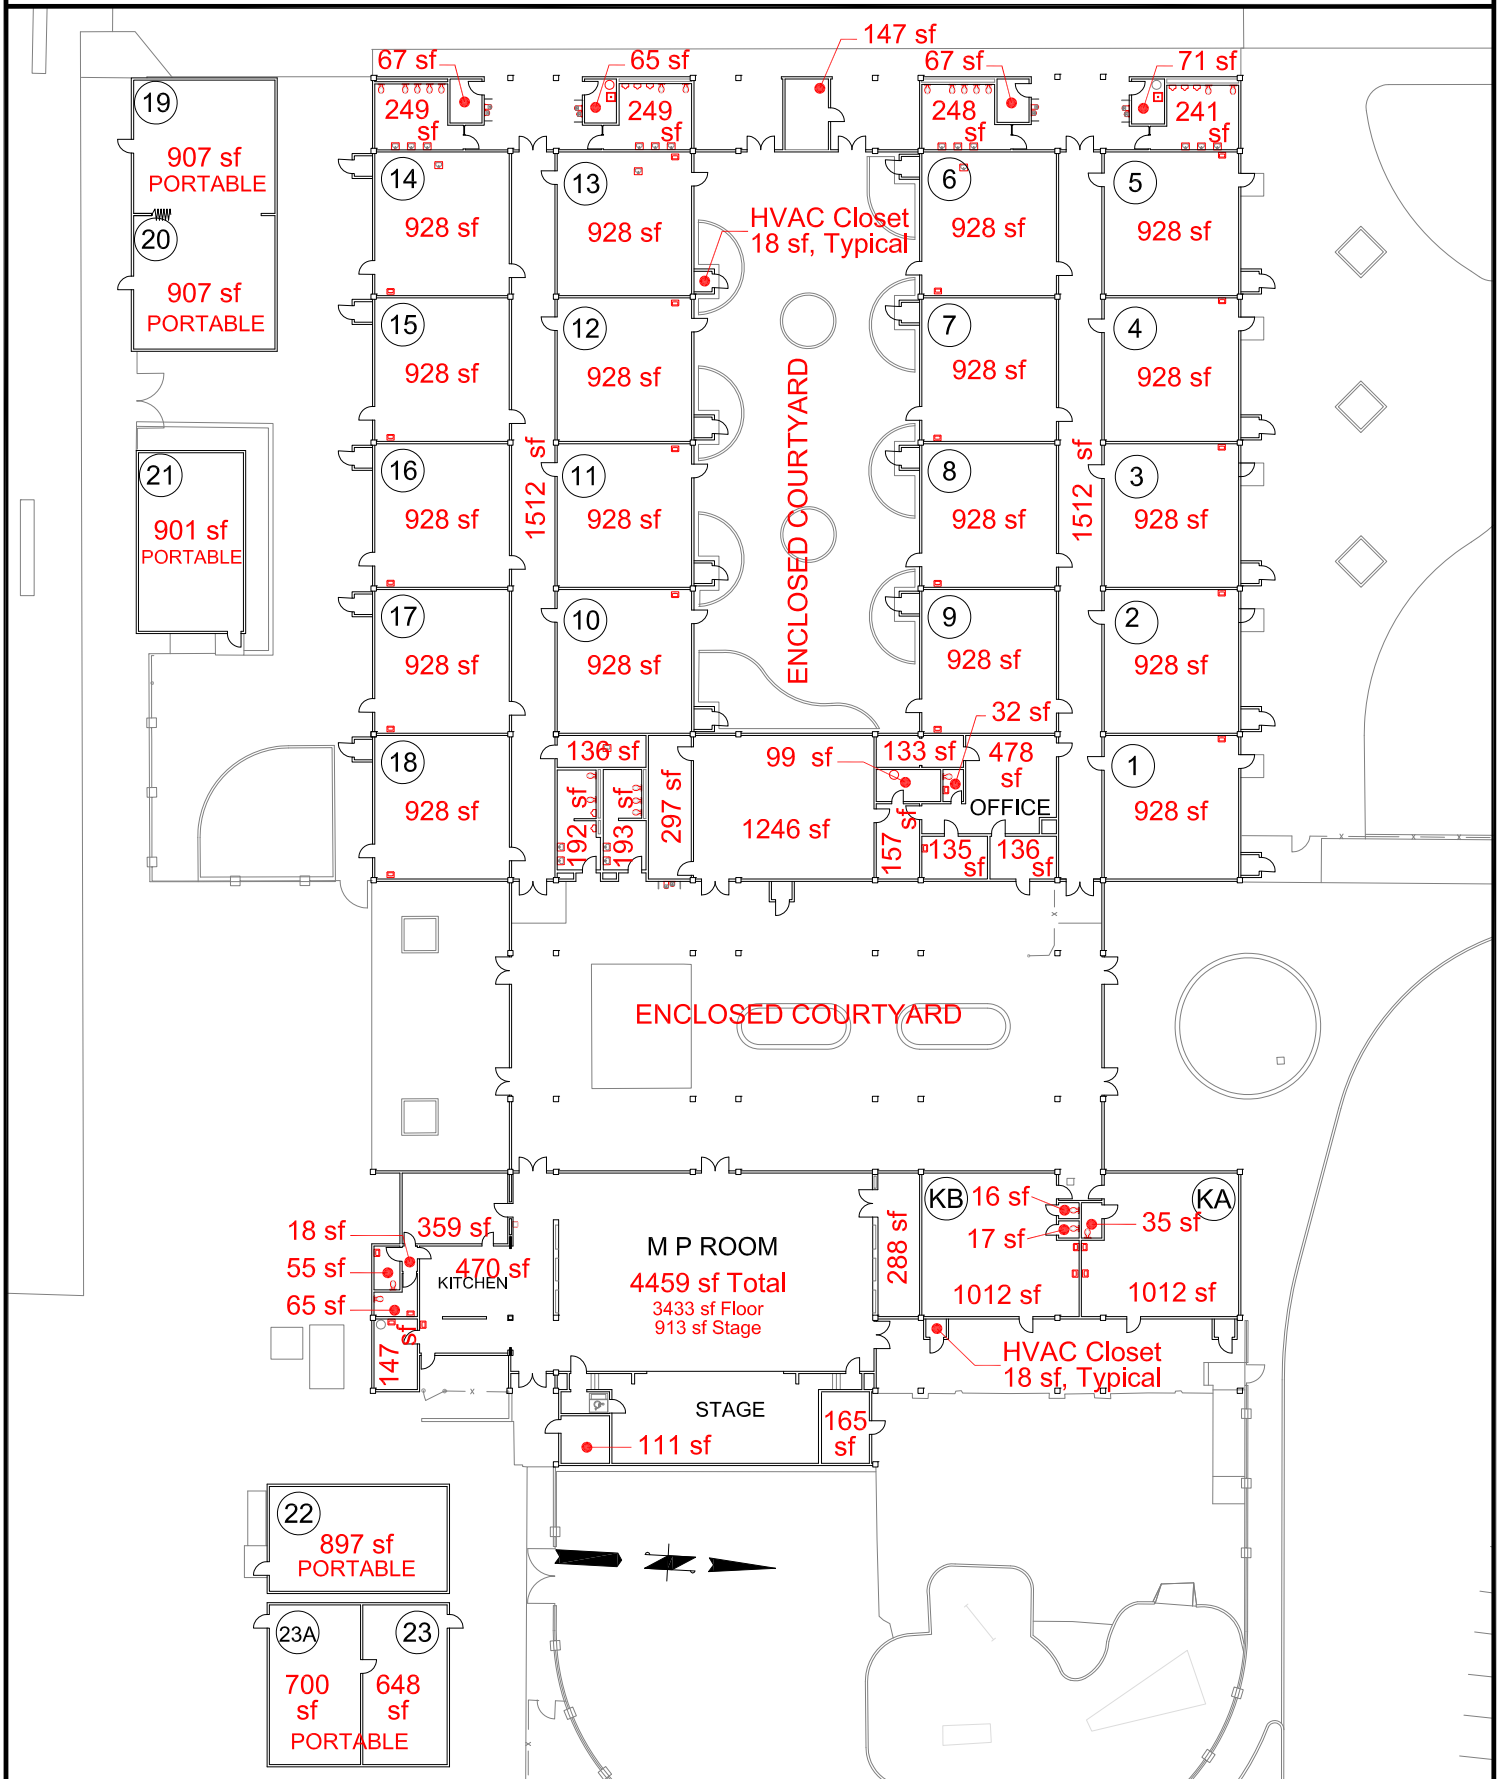 147 sf
67 sf
65 sf
67 sf
71 sf
19
249
sf
249
sf
248
sf
241
sf
907 sf
PORTABLE
14
13
6
5
928 sf
928 sf
HVAC Closet
18 sf, Typical
928 sf
928 sf
20
907 sf
PORTABLE
15
12
7
4
928 sf
928 sf
928 sf
928 sf
ENCLOSED COURTYARD
1512 sf
1512 sf
21
901 sf
PORTABLE
16
11
8
3
928 sf
928 sf
928 sf
928 sf
17
10
9
2
928 sf
928 sf
928 sf
928 sf
32 sf
18
136 sf
99 sf
133 sf
478
sf
1
928 sf
192 sf
193 sf
297 sf
1246 sf
157 sf
OFFICE
135
sf
136
sf
928 sf
x
x
x
x
ENCLOSED COURTYARD
KB
16 sf
KA
18 sf
359 sf
288 sf
17 sf
35 sf
55 sf
470 sf
KITCHEN
M P ROOM
4459 sf Total
3433 sf Floor
913 sf Stage
1012 sf
1012 sf
65 sf
147 sf
HVAC Closet
18 sf, Typical
x
STAGE
165
sf
111 sf
22
897 sf
PORTABLE
23A
23
700
sf
648
sf
PORTABLE
x